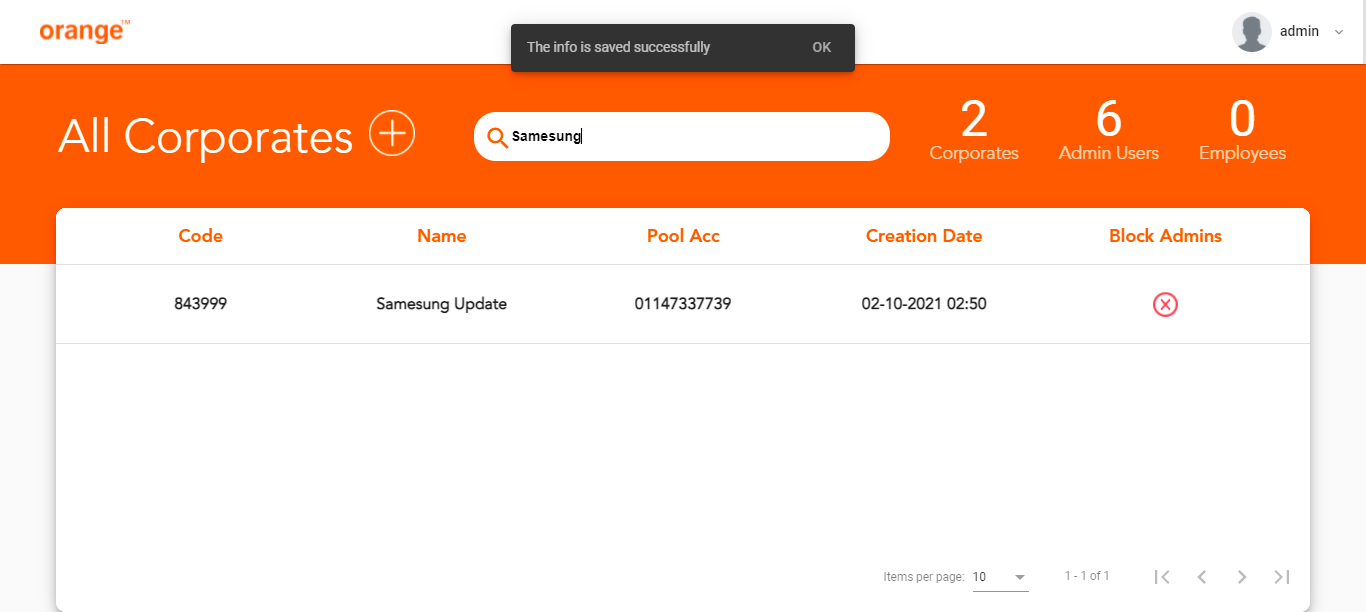 orange™
The info is saved successfully OK
admin
All Corporates
Samesung
2 6 0
Corporates Admin Users Employees
Code Name Pool Acc Creation Date Block Admins
843999 Samesung Update 01147337739 02-10-2021 02:50
Items per page: 10 1 - 1 of 1